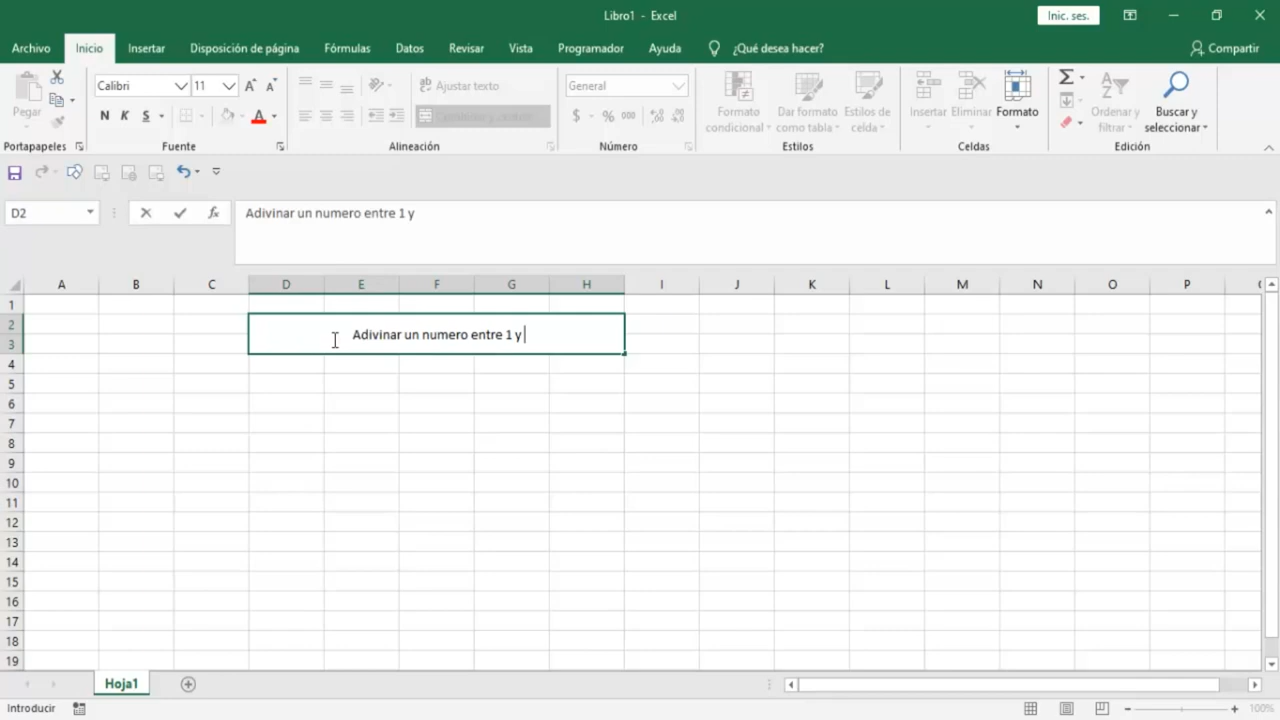 Libro1 - Excel
Inic. ses.
Archivo Inicio Insertar Disposición de página Fórmulas Datos Revisar Vista Programador Ayuda ¿Qué desea hacer? Compartir
Pegar
Portapapeles
Calibri 11
N K S A
Fuente
Ajustar texto
Alineación
General
$ % 000
Número
Formato condicional
Dar formato como tabla
Estilos de celda
Estilos
Insertar Eliminar Formato
Celdas
Ordenar y filtrar
Buscar y seleccionar
Edición
D2 fx Adivinar un numero entre 1 y
A B C D E F G H I J K L M N O P
1
2
Adivinar un numero entre 1 y
3
4
5
6
7
8
9
10
11
12
13
14
15
16
17
18
19
Hoja1
Introducir 100%